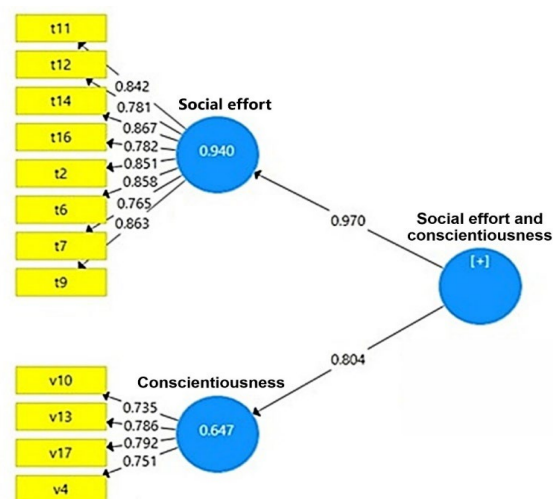 t11
t12
t14
t16
t2
t6
t7
t9
0.842
0.781
0.867
0.782
0.851
0.858
0.765
0.863
Social effort
0.940
0.970
Social effort and
conscientiousness
[+]
0.804
Conscientiousness
0.647
v10
v13
v17
v4
0.735
0.786
0.792
0.751